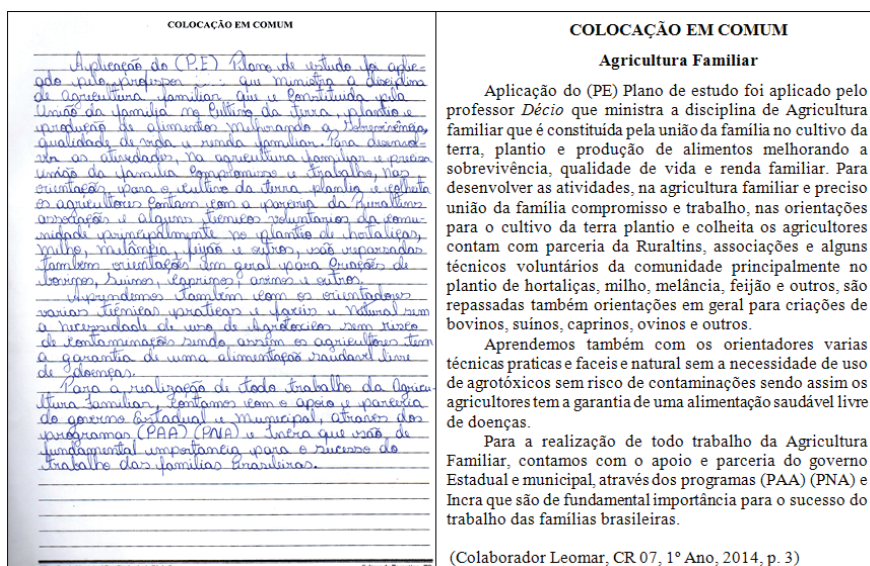 COLOCAÇÃO EM COMUM
Aplicação do (P.E) Plano de estudo foi aplic-
ado pelo professor que ministra a disciplina
de agricultura familiar que é Constituida pela
União da família no Cultivo da terra, plantio e
produção de alimentos melhorando a Sobrevivência,
qualidade de vida e renda familiar. Para desenvol-
ver as atividades, na agricultura familiar e preciso
união da família Compromisso e trabalho, nas
orientações para o cultivo da terra plantio e colheita
os agricultores Contam com a parceria da Ruraltins
associações e alguns técnicos voluntarios da comu-
nidade principalmente no plantio de hortaliças,
milho, melância, feijão e outros, são repassadas
também orientações em geral para Criações de
bovinos, Suinos, Caprinos, ovinos e outros.
Aprendemos também com os orientadores
varias técnicas praticas e faceis e Natural sem
a necessidade de uso de Agrotoxicos sem risco
de contaminações sendo assim os agricultores tem
a garantia de uma alimentação saudavel livre
de doenças.
Para a realização de todo trabalho da Agricu-
ltura Familiar, Contamos com o apoio e parceria
do governo Estadual e Municipal, atraves dos
programas (PAA) (PNA) e Incra que são de
fundamental importância para o sucesso do
trabalho das famílias Brasileiras.
COLOCAÇÃO EM COMUM
Agricultura Familiar
Aplicação do (PE) Plano de estudo foi aplicado pelo
professor Décio que ministra a disciplina de Agricultura
familiar que é constituída pela união da família no cultivo da
terra, plantio e produção de alimentos melhorando a
sobrevivência, qualidade de vida e renda familiar. Para
desenvolver as atividades, na agricultura familiar e preciso
união da família compromisso e trabalho, nas orientações
para o cultivo da terra plantio e colheita os agricultores
contam com parceria da Ruraltins, associações e alguns
técnicos voluntários da comunidade principalmente no
plantio de hortaliças, milho, melância, feijão e outros, são
repassadas também orientações em geral para criações de
bovinos, suínos, caprinos, ovinos e outros.
Aprendemos também com os orientadores varias
técnicas praticas e faceis e natural sem a necessidade de uso
de agrotóxicos sem risco de contaminações sendo assim os
agricultores tem a garantia de uma alimentação saudável livre
de doenças.
Para a realização de todo trabalho da Agricultura
Familiar, contamos com o apoio e parceria do governo
Estadual e municipal, através dos programas (PAA) (PNA) e
Incra que são de fundamental importância para o sucesso do
trabalho das famílias brasileiras.
(Colaborador Leomar, CR 07, 1º Ano, 2014, p. 3)